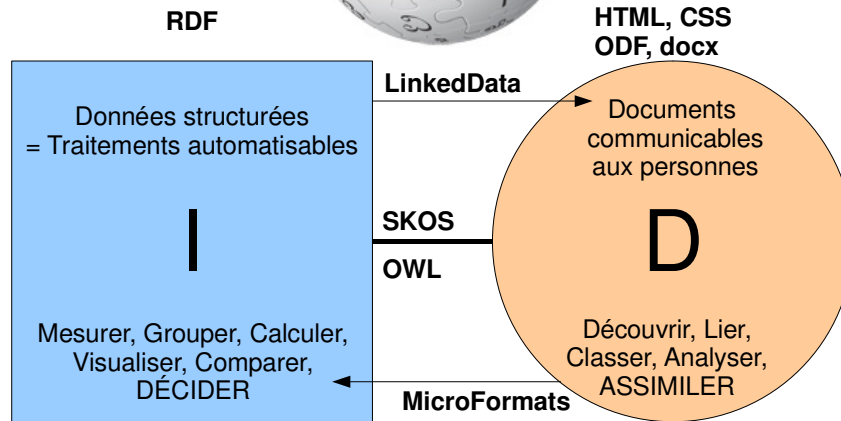 RDF
HTML, CSS
ODF, docx
LinkedData
Données structurées
= Traitements automatisables
Documents
communicables
aux personnes
I
SKOS
OWL
D
Mesurer, Grouper, Calculer,
Visualiser, Comparer,
DÉCIDER
Découvrir, Lier,
Classer, Analyser,
ASSIMILER
MicroFormats